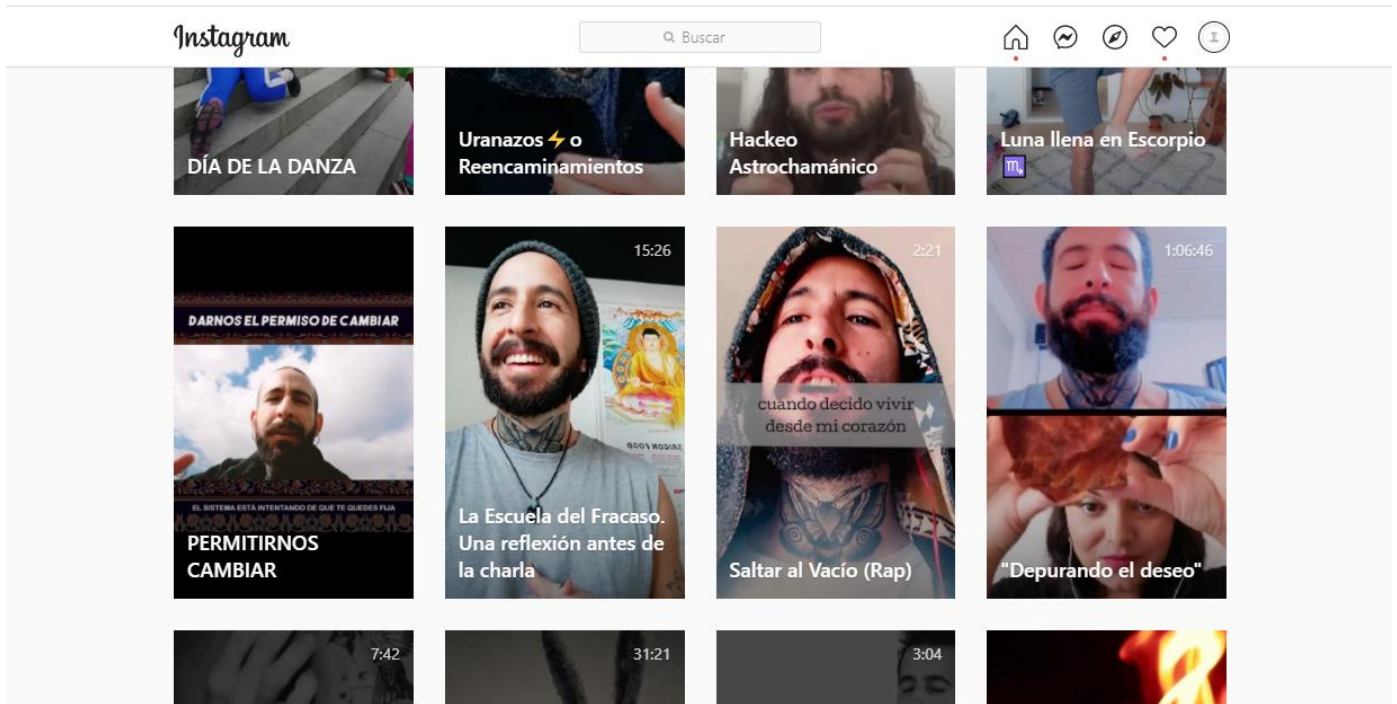 Instagram
Buscar
DÍA DE LA DANZA
Uranazos⚡o
Reencaminamientos
Hackeo
Astrochamánico
Luna llena en Escorpio
♏
DARNOS EL PERMISO DE CAMBIAR
EL SISTEMA ESTÁ INTENTANDO DE QUE TE QUEDES FIJA
PERMITIRNOS
CAMBIAR
15:26
SAIGON FOOD
La Escuela del Fracaso.
Una reflexión antes de
la charla
2:21
cuando decido vivir
desde mi corazón
Saltar al Vacío (Rap)
1:06:46
"Depurando el deseo"
7:42
31:21
3:04